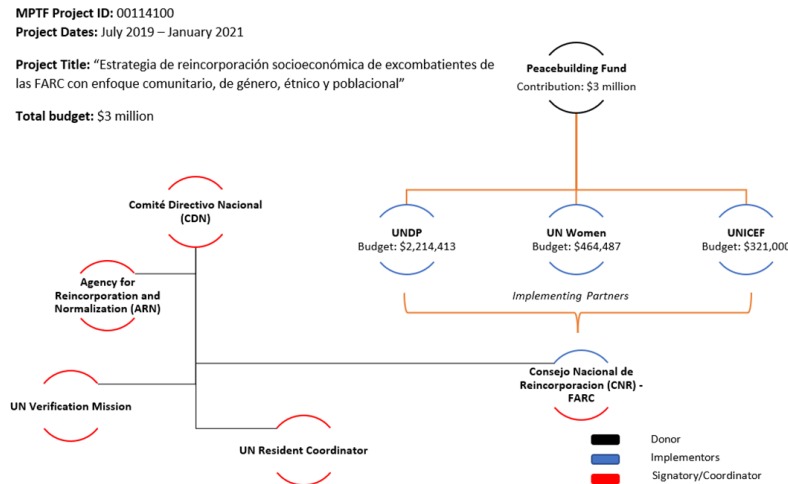 MPTF Project ID: 00114100
Project Dates: July 2019 – January 2021
Project Title: “Estrategia de reincorporación socioeconómica de excombatientes de
las FARC con enfoque comunitario, de género, étnico y poblacional”
Total budget: $3 million
Peacebuilding Fund
Contribution: $3 million
Comité Directivo Nacional
(CDN)
UNDP
Budget: $2,214,413
UN Women
Budget: $464,487
UNICEF
Budget: $321,000
Agency for
Reincorporation and
Normalization (ARN)
Implementing Partners
Consejo Nacional de
Reincorporacion (CNR) -
FARC
UN Verification Mission
UN Resident Coordinator
Donor
Implementors
Signatory/Coordinator